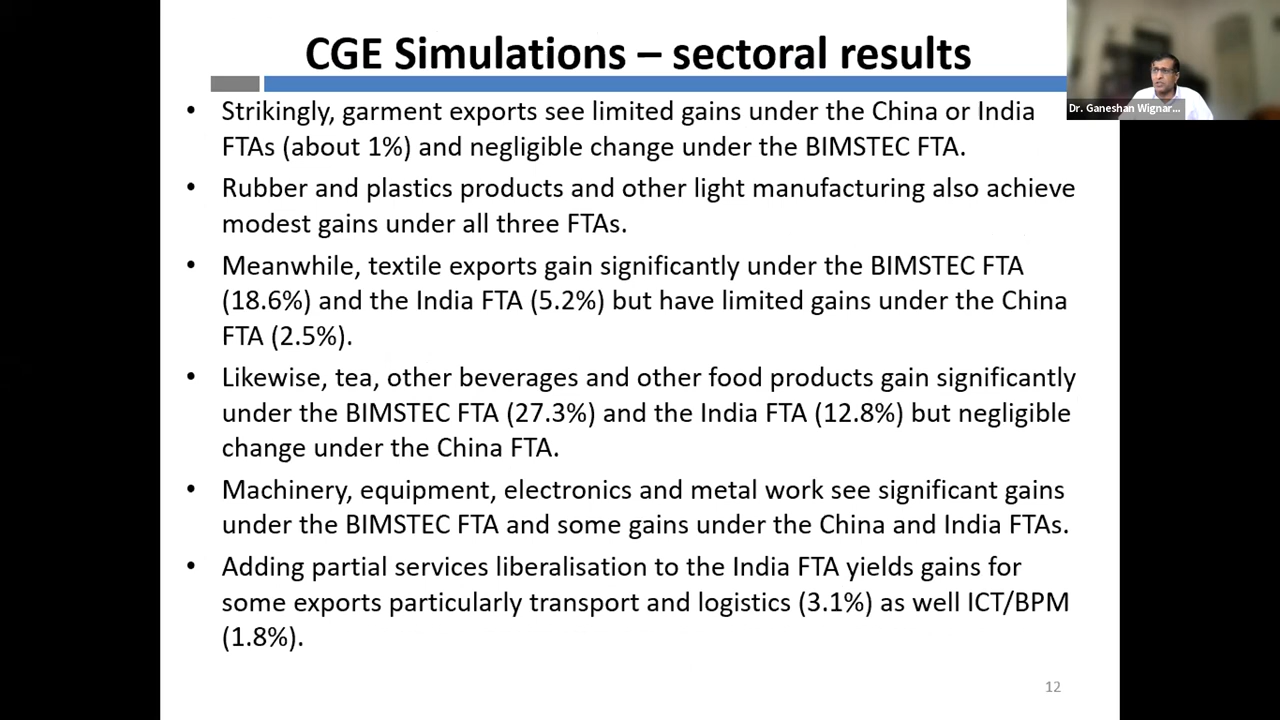 CGE Simulations – sectoral results
Dr. Ganeshan Wignar...
• Strikingly, garment exports see limited gains under the China or India
FTAs (about 1%) and negligible change under the BIMSTEC FTA.
• Rubber and plastics products and other light manufacturing also achieve
modest gains under all three FTAs.
• Meanwhile, textile exports gain significantly under the BIMSTEC FTA
(18.6%) and the India FTA (5.2%) but have limited gains under the China
FTA (2.5%).
• Likewise, tea, other beverages and other food products gain significantly
under the BIMSTEC FTA (27.3%) and the India FTA (12.8%) but negligible
change under the China FTA.
• Machinery, equipment, electronics and metal work see significant gains
under the BIMSTEC FTA and some gains under the China and India FTAs.
• Adding partial services liberalisation to the India FTA yields gains for
some exports particularly transport and logistics (3.1%) as well ICT/BPM
(1.8%).
12